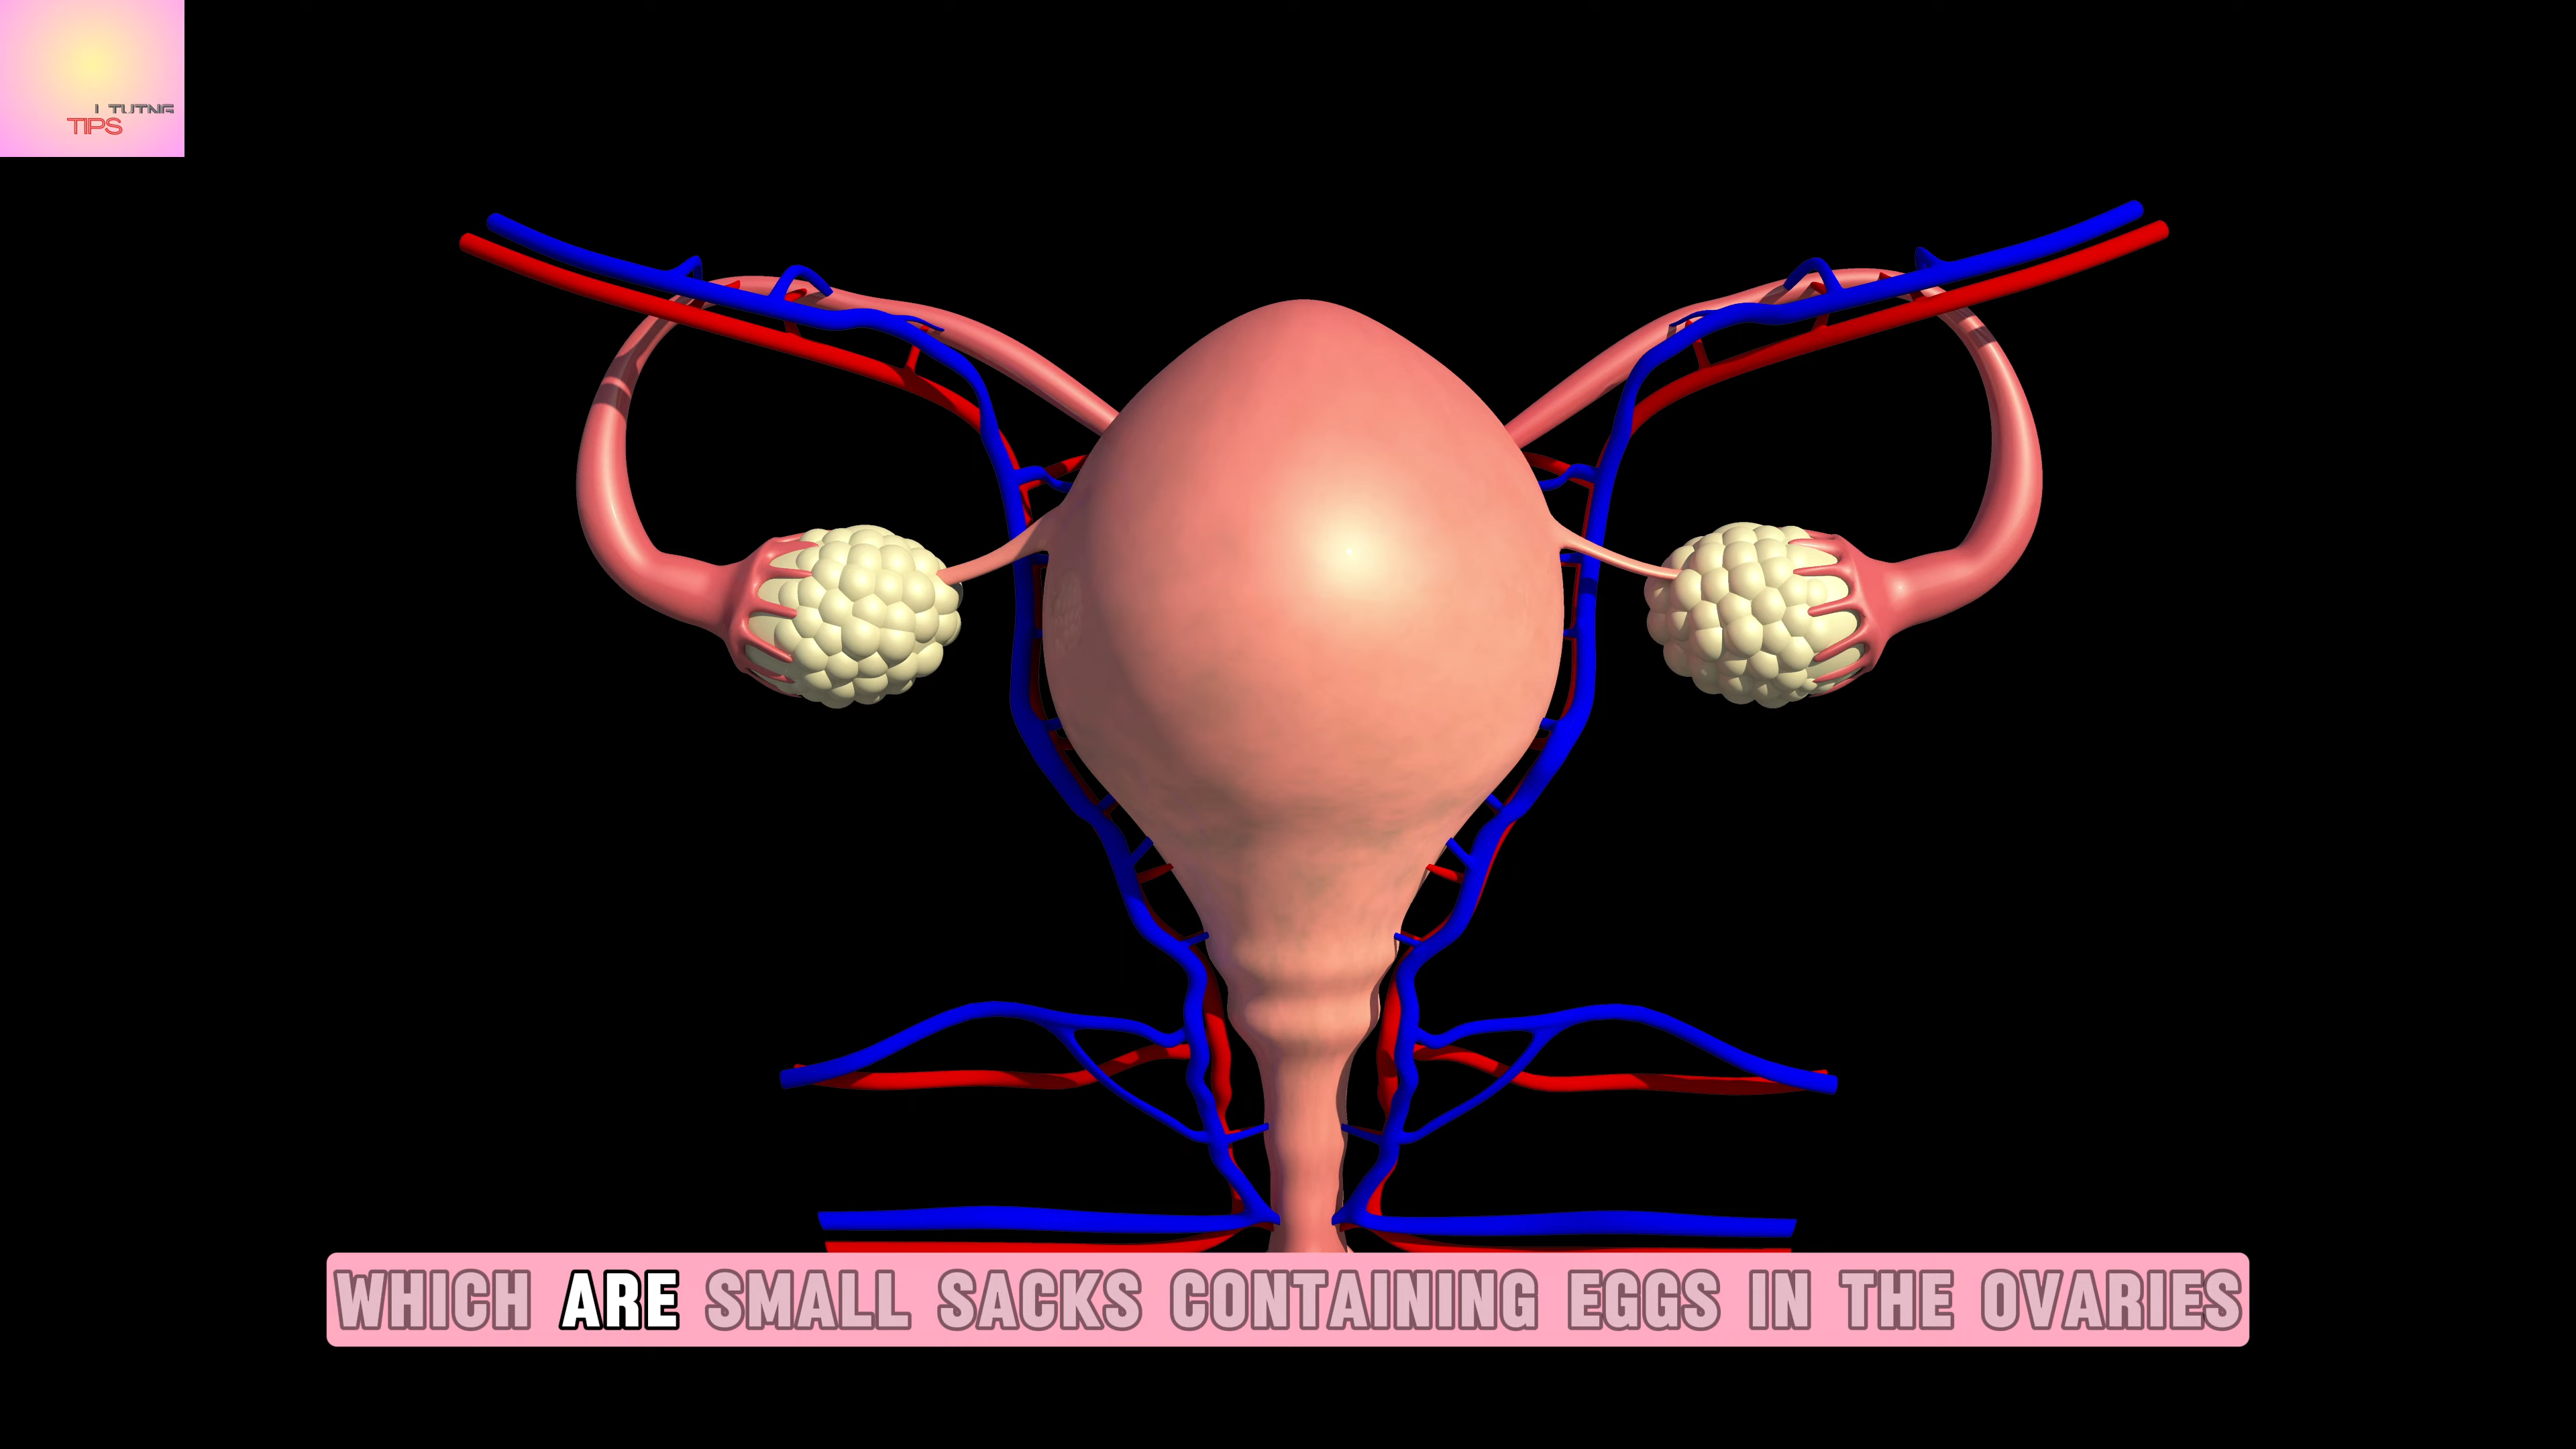 TIPS
WHICH ARE SMALL SACKS CONTAINING EGGS IN THE OVARIES